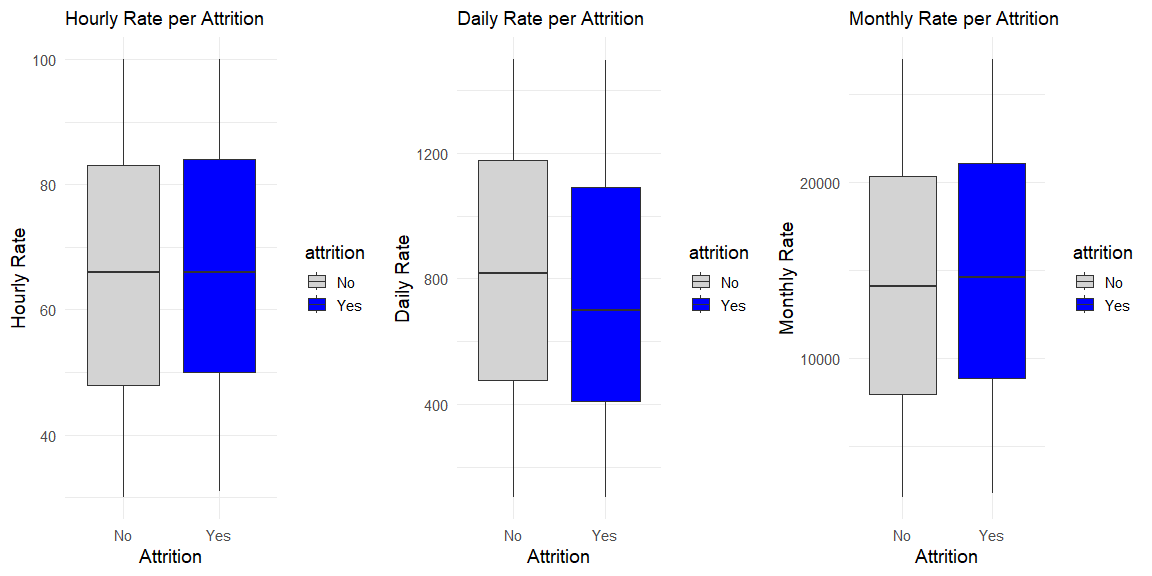 Hourly Rate per Attrition
100
80
60
40
Hourly Rate
No
Yes
Attrition
attrition
No
Yes
Daily Rate per Attrition
1200
800
400
Daily Rate
No
Yes
Attrition
attrition
No
Yes
Monthly Rate per Attrition
20000
10000
Monthly Rate
No
Yes
Attrition
attrition
No
Yes